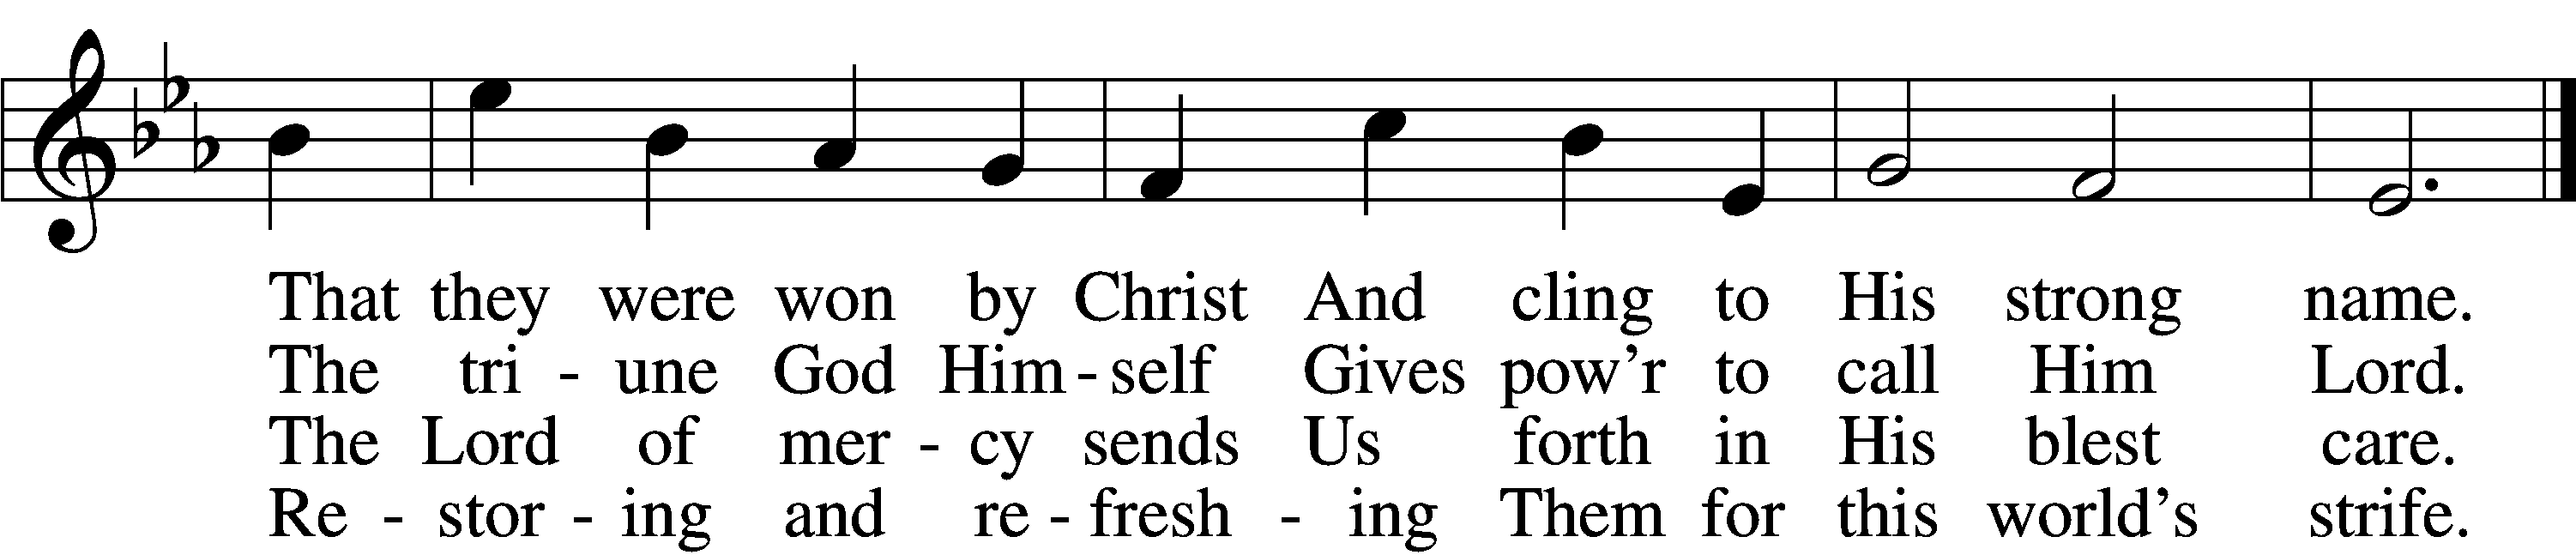 That they were won by Christ And cling to His strong name.
The tri - une God Him - self Gives pow'r to call Him Lord.
The Lord of mer - cy sends Us forth in His blest care.
Re - stor - ing and re - fresh - ing Them for this world's strife.